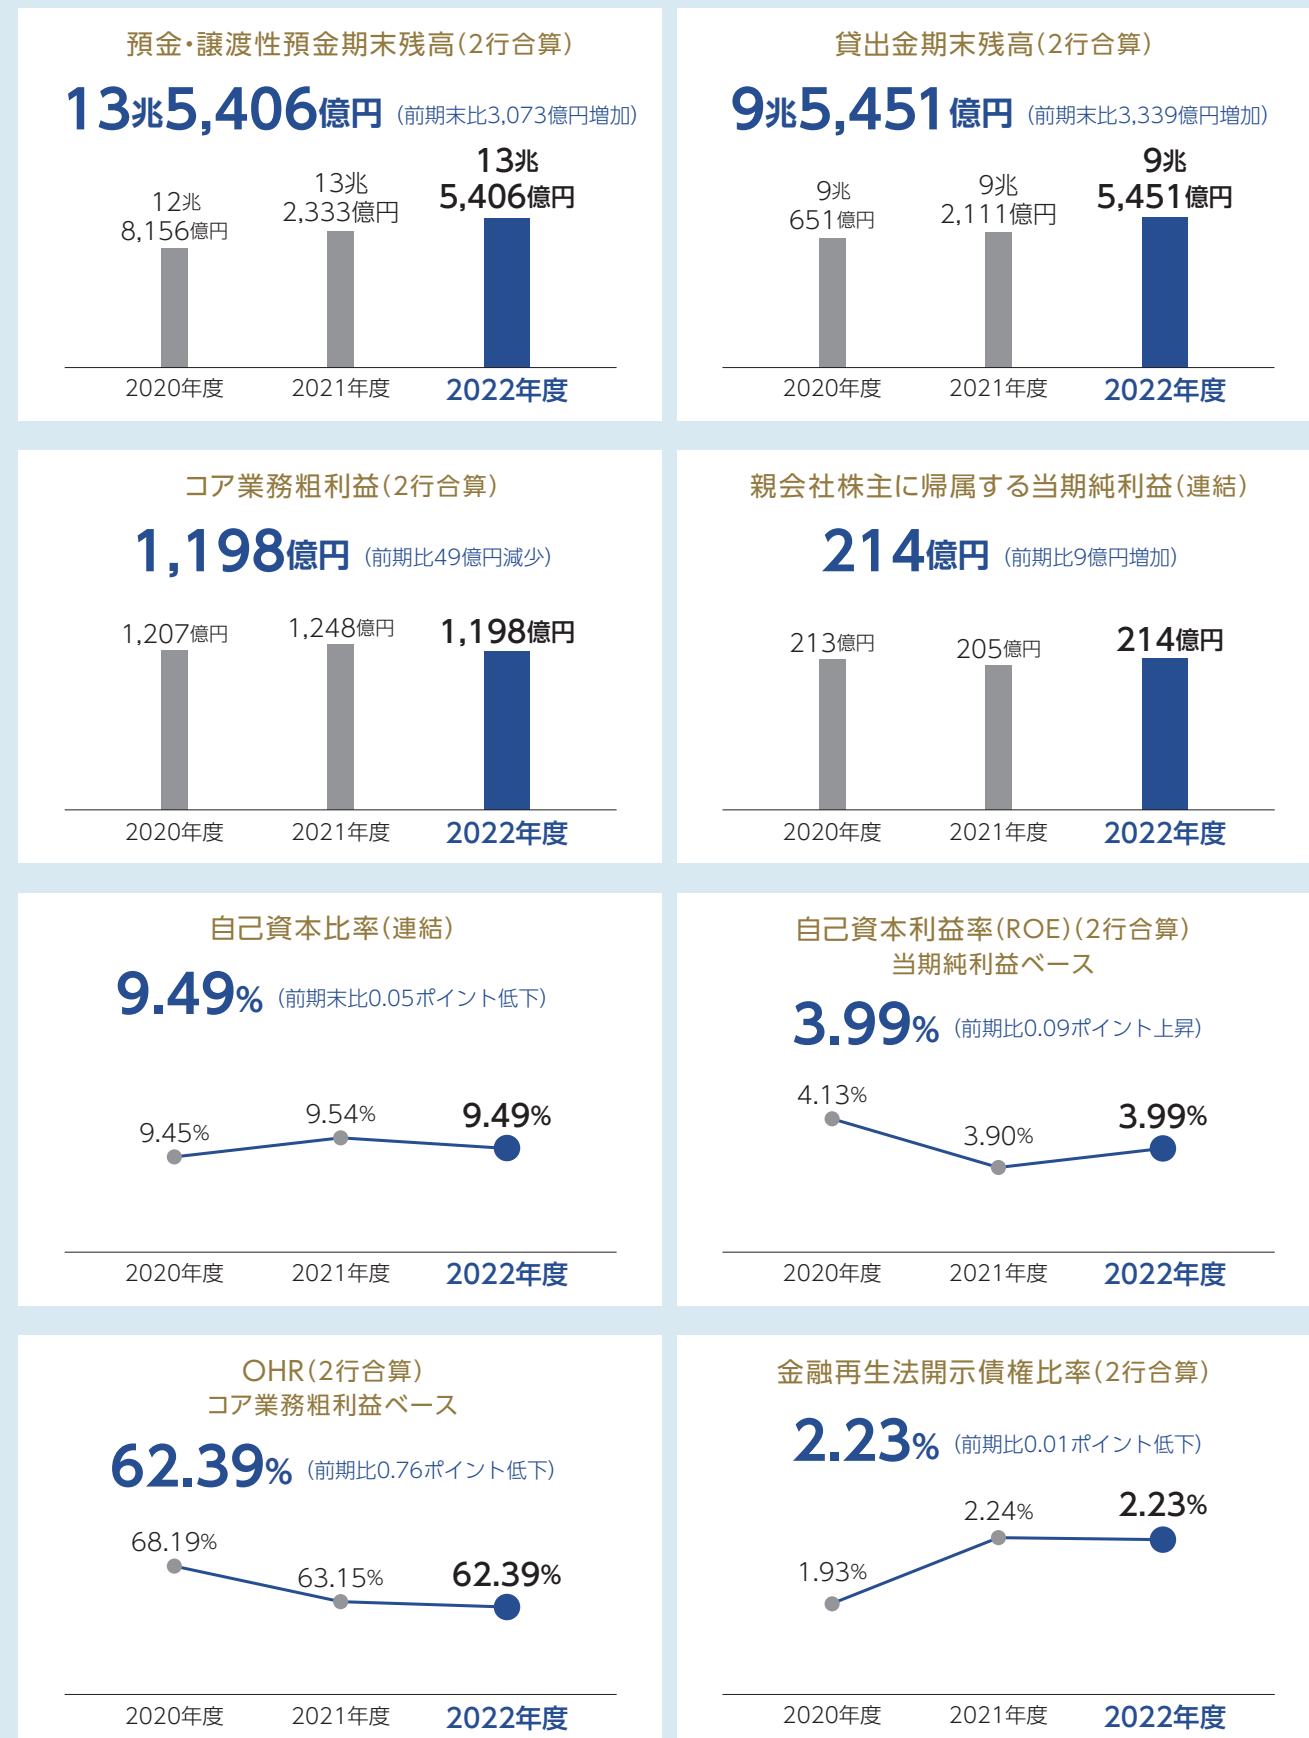 預金・譲渡性預金期末残高(2行合算)
13兆5,406億円(前期末比3,073億円増加)
12兆
8,156億円
13兆
2,333億円
13兆
5,406億円
2020年度 2021年度 2022年度
貸出金期末残高(2行合算)
9兆5,451億円(前期末比3,339億円増加)
9兆
651億円
9兆
2,111億円
9兆
5,451億円
2020年度 2021年度 2022年度
コア業務粗利益(2行合算)
1,198億円(前期比49億円減少)
1,207億円 1,248億円 1,198億円
2020年度 2021年度 2022年度
親会社株主に帰属する当期純利益(連結)
214億円(前期比9億円増加)
213億円 205億円 214億円
2020年度 2021年度 2022年度
自己資本比率(連結)
9.49%(前期末比0.05ポイント低下)
9.45% 9.54% 9.49%
2020年度 2021年度 2022年度
自己資本利益率(ROE)(2行合算)
当期純利益ベース
3.99%(前期比0.09ポイント上昇)
4.13% 3.90% 3.99%
2020年度 2021年度 2022年度
OHR(2行合算)
コア業務粗利益ベース
62.39%(前期比0.76ポイント低下)
68.19% 63.15% 62.39%
2020年度 2021年度 2022年度
金融再生法開示債権比率(2行合算)
2.23%(前期比0.01ポイント低下)
1.93% 2.24% 2.23%
2020年度 2021年度 2022年度